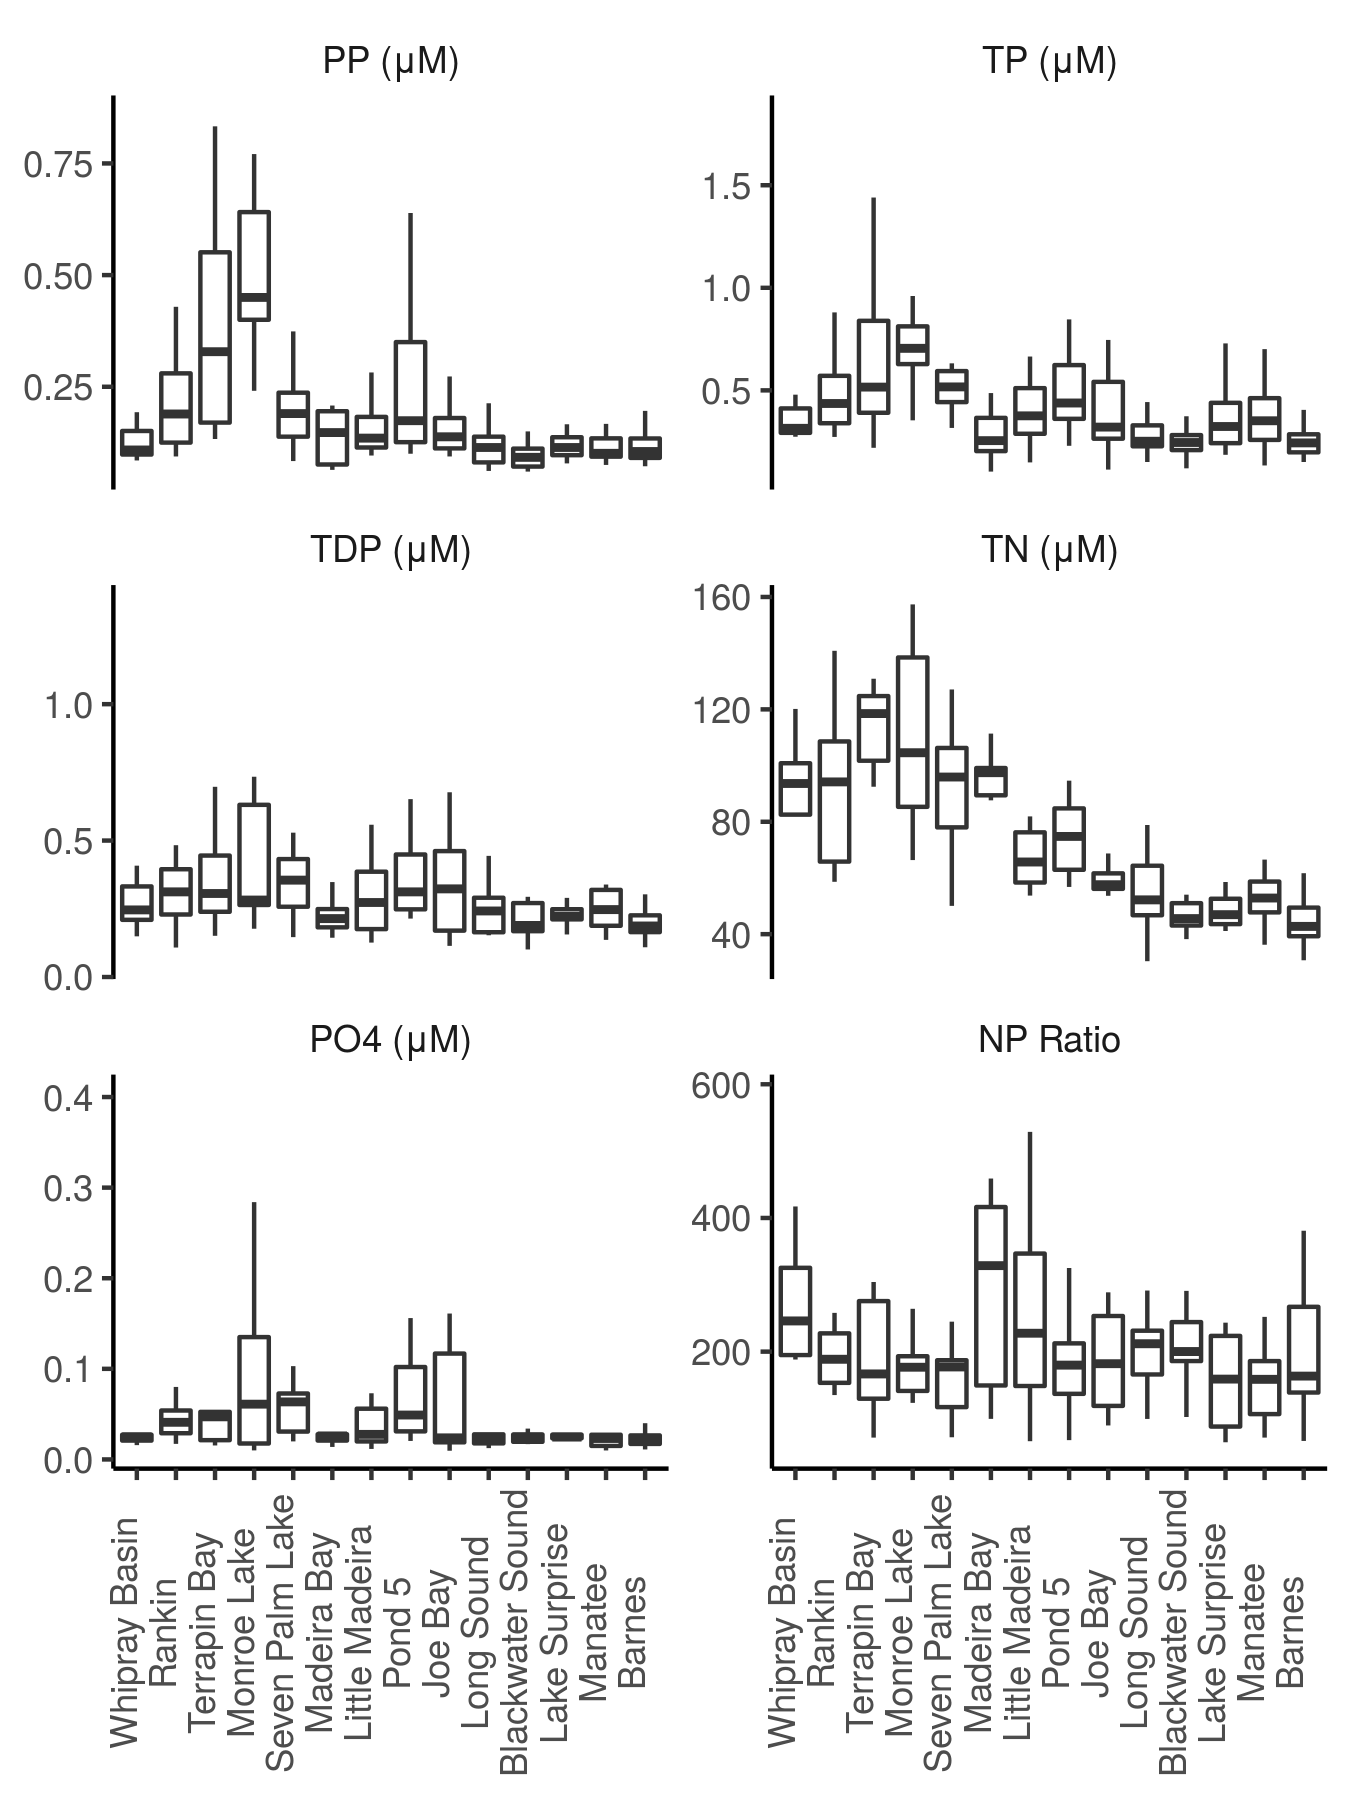 PP (µM)
0.75
0.50
0.25
TP (µM)
1.5
1.0
0.5
TDP (µM)
1.0
0.5
0.0
TN (µM)
160
120
80
40
PO4 (µM)
0.4
0.3
0.2
0.1
0.0
NP Ratio
600
400
200
Whipray Basin
Rankin
Terrapin Bay
Monroe Lake
Seven Palm Lake
Madeira Bay
Little Madeira
Pond 5
Joe Bay
Long Sound
Blackwater Sound
Lake Surprise
Manatee
Barnes
Whipray Basin
Rankin
Terrapin Bay
Monroe Lake
Seven Palm Lake
Madeira Bay
Little Madeira
Pond 5
Joe Bay
Long Sound
Blackwater Sound
Lake Surprise
Manatee
Barnes